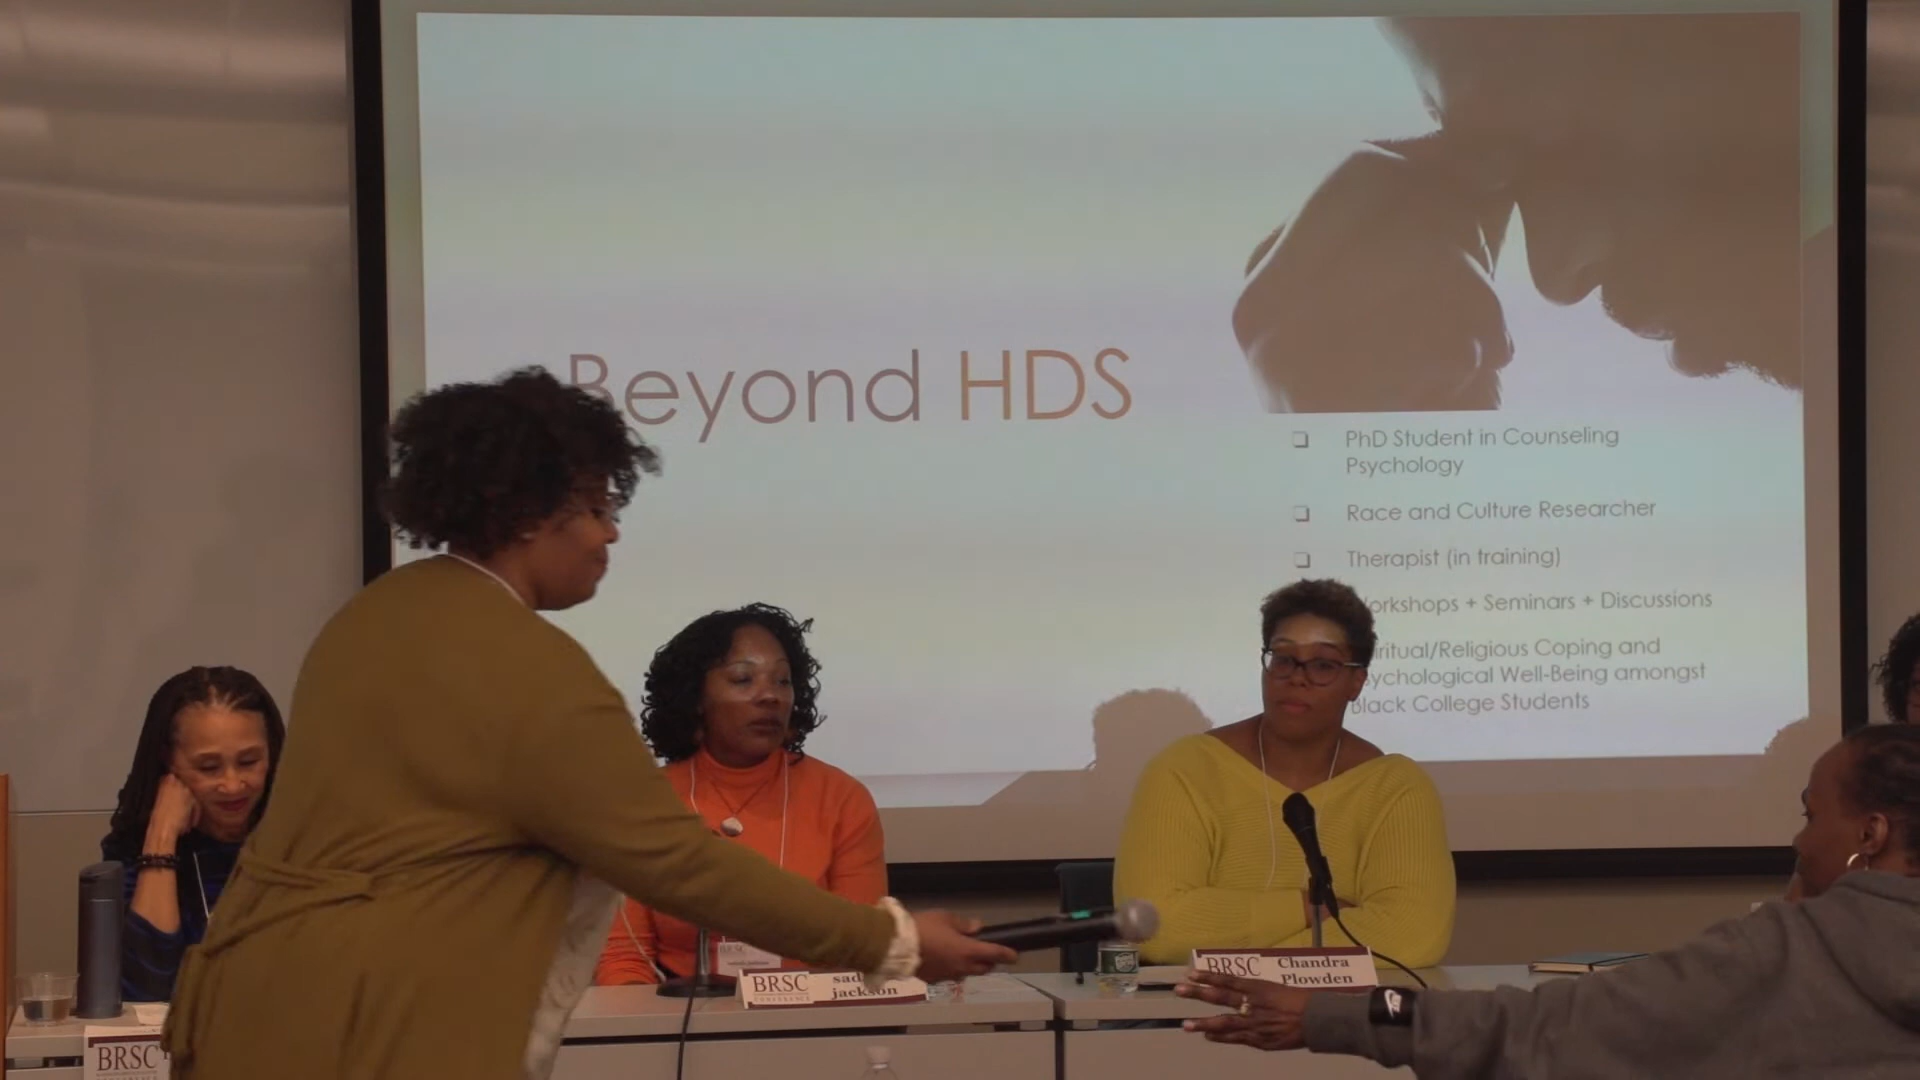 Beyond HDS
PhD Student in Counseling
Psychology
Race and Culture Researcher
Therapist (in training)
Workshops + Seminars + Discussions
Spiritual/Religious Coping and
Psychological Well-Being amongst
Black College Students
BRSC
CONFERENCE
jackson
BRSC
Chandra
Plowden
BRSC